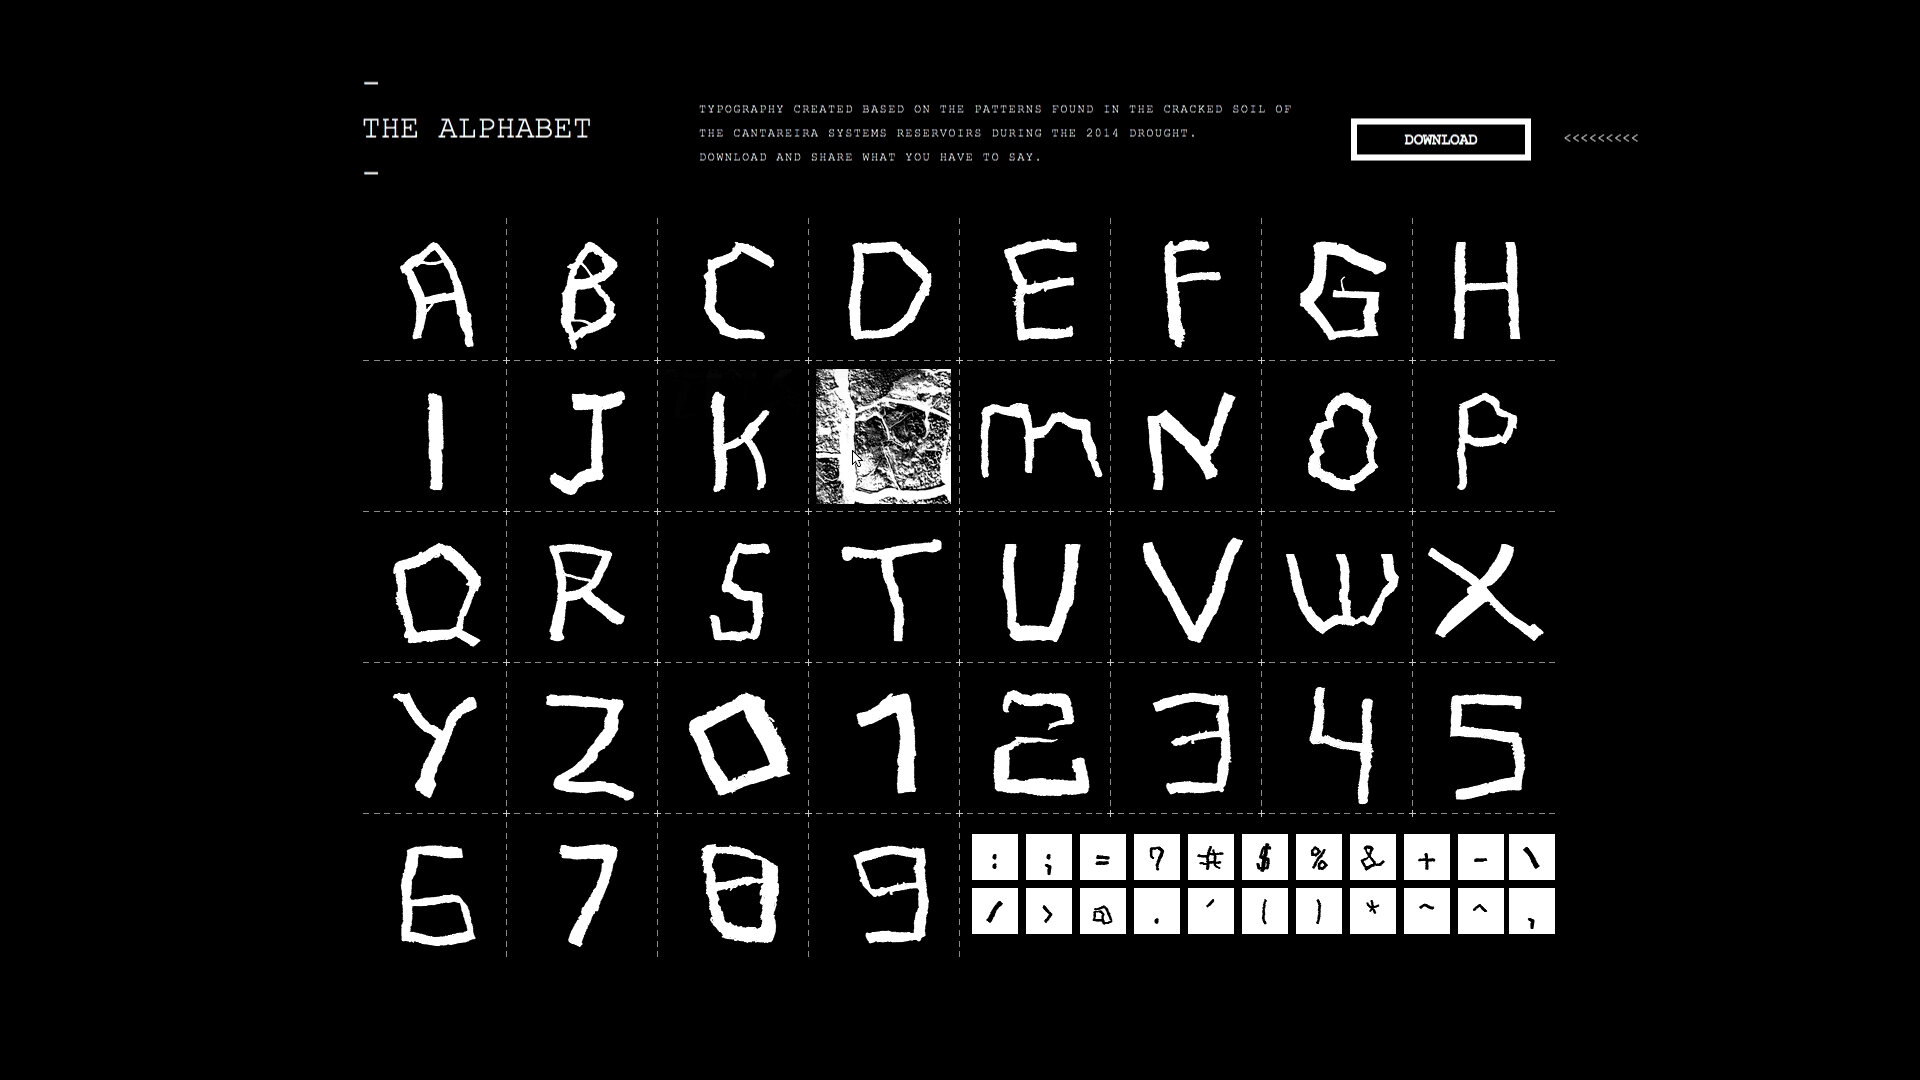 THE ALPHABET
TYPOGRAPHY CREATED BASED ON THE PATTERNS FOUND IN THE CRACKED SOIL OF
THE CANTAREIRA SYSTEMS RESERVOIRS DURING THE 2014 DROUGHT.
DOWNLOAD AND SHARE WHAT YOU HAVE TO SAY.
DOWNLOAD <<<<<<<<<
A B C D E F G H
I J K L M N O P
Q R S T U V W X
Y Z 0 1 2 3 4 5
6 7 8 9
: ; = ? # $ % & + - \
/ > @ . ´ ( ) * ~ ^ ,